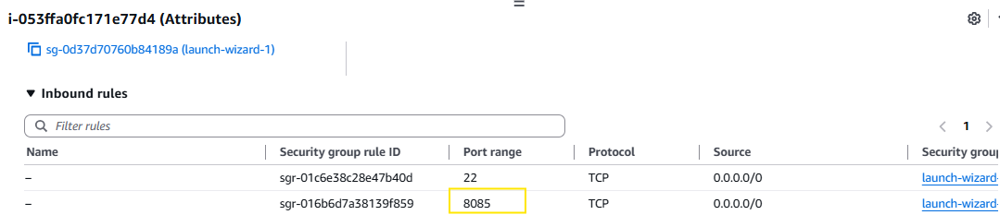 i-053ffa0fc171e77d4 (Attributes)
sg-0d37d70760b84189a (launch-wizard-1)
Inbound rules
Filter rules
1
Name Security group rule ID Port range Protocol Source Security group
– sgr-01c6e38c28e47b40d 22 TCP 0.0.0.0/0 launch-wizard-
– sgr-016b6d7a38139f859 8085 TCP 0.0.0.0/0 launch-wizard-